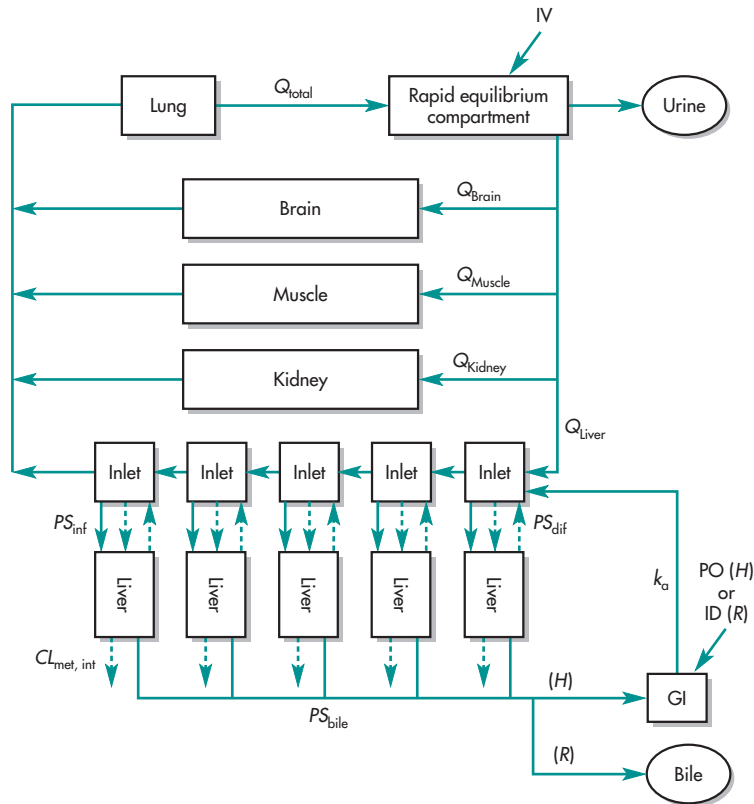 IV
Lung
Q_total
Rapid equilibrium
compartment
Urine
Brain
Q_Brain
Muscle
Q_Muscle
Kidney
Q_Kidney
Q_Liver
Inlet
Inlet
Inlet
Inlet
Inlet
PS_inf
PS_dif
Liver
Liver
Liver
Liver
Liver
k_a
PO (H)
or
ID (R)
CL_met, int
PS_bile
(H)
GI
(R)
Bile